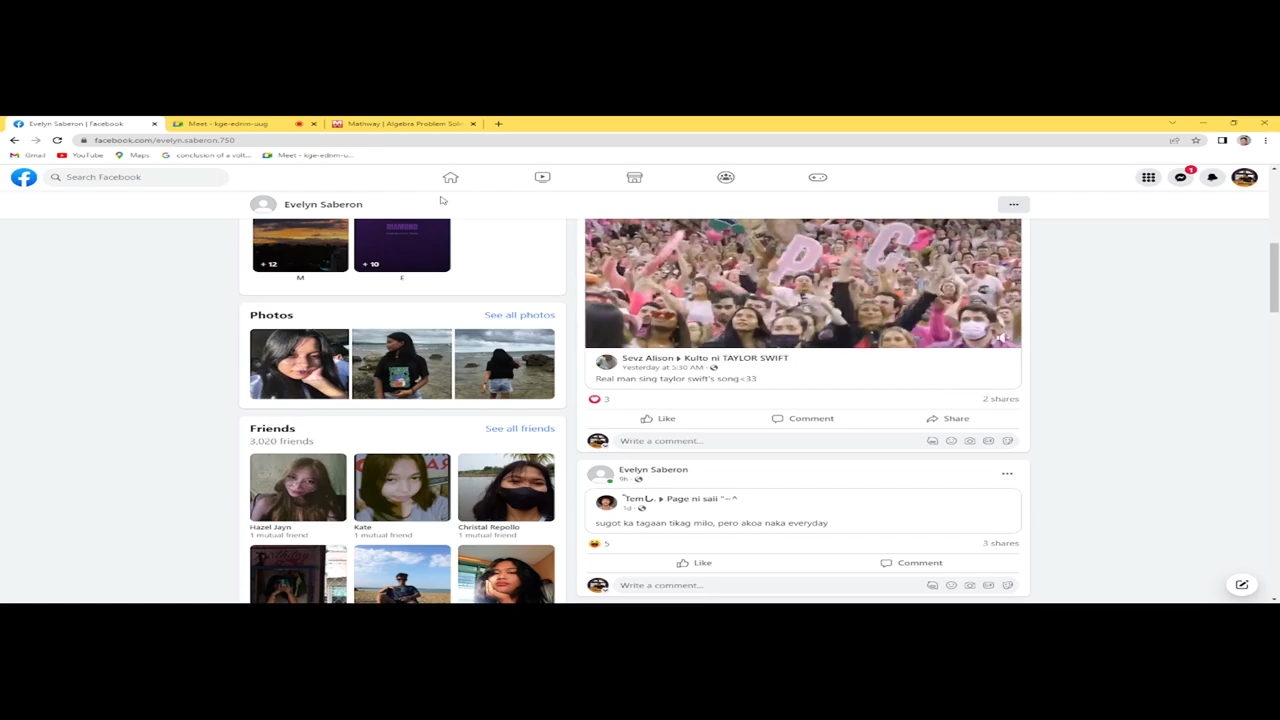 Evelyn Saberon | Facebook
Meet - kge-ednm-uug
Mathway | Algebra Problem Sol
facebook.com/evelyn.saberon.750
Gmail
YouTube
Maps
conclusion of a volt...
Meet - kge-ednm-u...
Search Facebook
1
Evelyn Saberon
+12
+10
M
E
Photos
See all photos
Friends
See all friends
3,020 friends
Hazel Jayn
1 mutual friend
Kate
1 mutual friend
Christal Repollo
1 mutual friend
P C
Sevz Alison ▸ Kulto ni TAYLOR SWIFT
Yesterday at 5:30 AM ·
Real man sing taylor swift's song<33
3
2 shares
Like
Comment
Share
Write a comment...
Evelyn Saberon
9h ·
Page ni saii
1d ·
sugot ka tagaan tikag milo, pero akoa naka everyday
5
3 shares
Like
Comment
Write a comment...